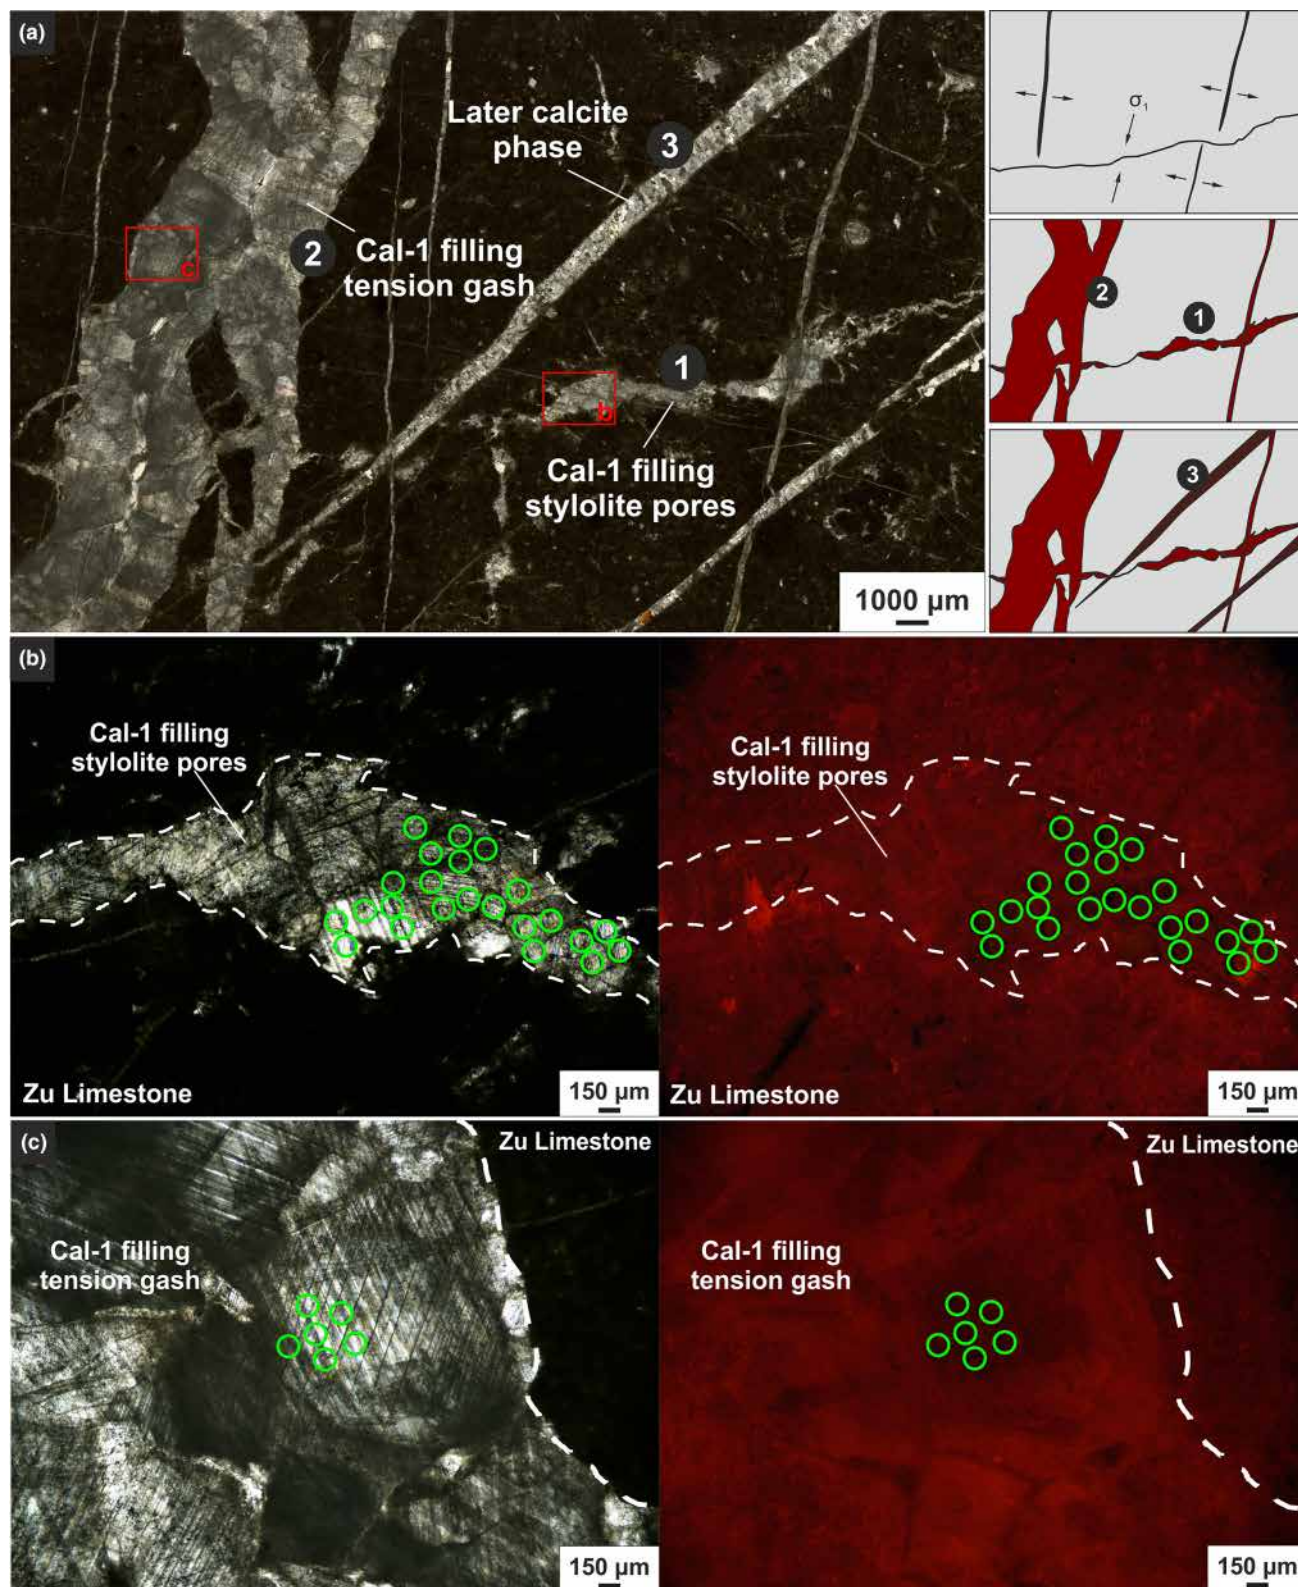 (a)
Later calcite
phase
3
2
Cal-1 filling
tension gash
c
1
b
Cal-1 filling
stylolite pores
1000 µm
σ1
2
1
3
(b)
Cal-1 filling
stylolite pores
Zu Limestone
150 µm
Cal-1 filling
stylolite pores
Zu Limestone
150 µm
(c)
Zu Limestone
Cal-1 filling
tension gash
150 µm
Zu Limestone
Cal-1 filling
tension gash
150 µm